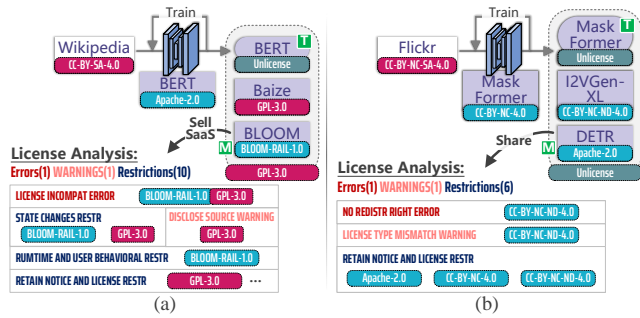 Train
Wikipedia
CC-BY-SA-4.0
BERT
Apache-2.0
BERT
T
Unlicense
Baize
GPL-3.0
BLOOM
M
BLOOM-RAIL-1.0
GPL-3.0
Sell
SaaS
License Analysis:
Errors(1) WARNINGS(1) Restrictions(10)
LICENSE INCOMPAT ERROR BLOOM-RAIL-1.0 GPL-3.0
STATE CHANGES RESTR DISCLOSE SOURCE WARNING
BLOOM-RAIL-1.0 GPL-3.0 GPL-3.0
RUMTIME AND USER BEHAVIORAL RESTR BLOOM-RAIL-1.0
RETAIN NOTICE AND LICENSE RESTR GPL-3.0 ...
(a)
Train
Flickr
CC-BY-NC-SA-4.0
Mask
Former
CC-BY-NC-4.0
Mask
Former
T
Unlicense
I2VGen-
XL
CC-BY-NC-ND-4.0
DETR
M
Apache-2.0
Unlicense
Share
License Analysis:
Errors(1) WARNINGS(1) Restrictions(6)
NO REDISTR RIGHT ERROR CC-BY-NC-ND-4.0
LICENSE TYPE MISMATCH WARNING CC-BY-NC-ND-4.0
RETAIN NOTICE AND LICENSE RESTR
Apache-2.0 CC-BY-NC-4.0 CC-BY-NC-ND-4.0
(b)